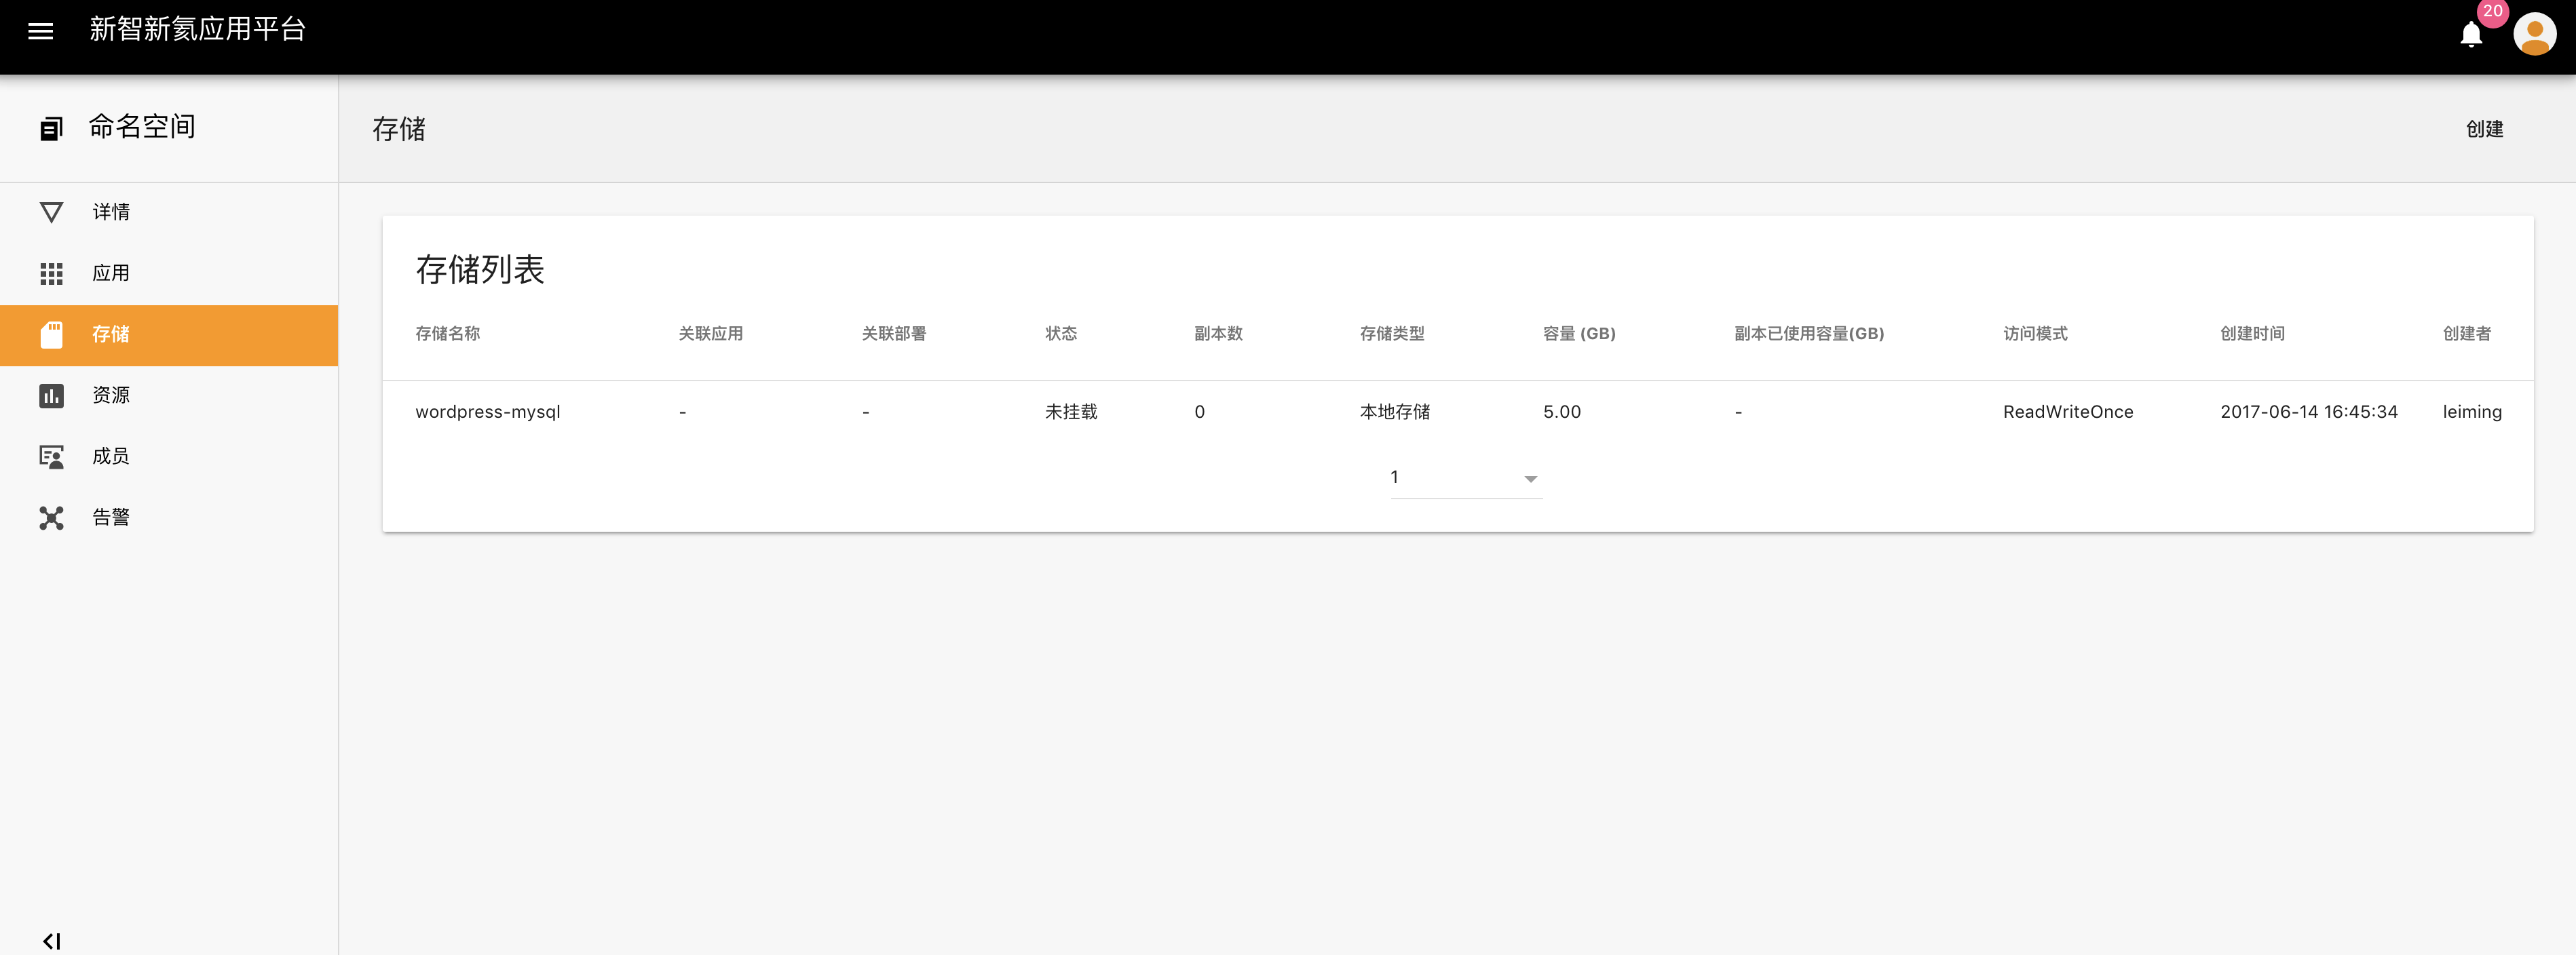 新智新氦应用平台
20
命名空间
存储
创建
详情
应用
存储
资源
成员
告警
存储列表
存储名称 关联应用 关联部署 状态 副本数 存储类型 容量 (GB) 副本已使用容量(GB) 访问模式 创建时间 创建者
wordpress-mysql - - 未挂载 0 本地存储 5.00 - ReadWriteOnce 2017-06-14 16:45:34 leiming
1